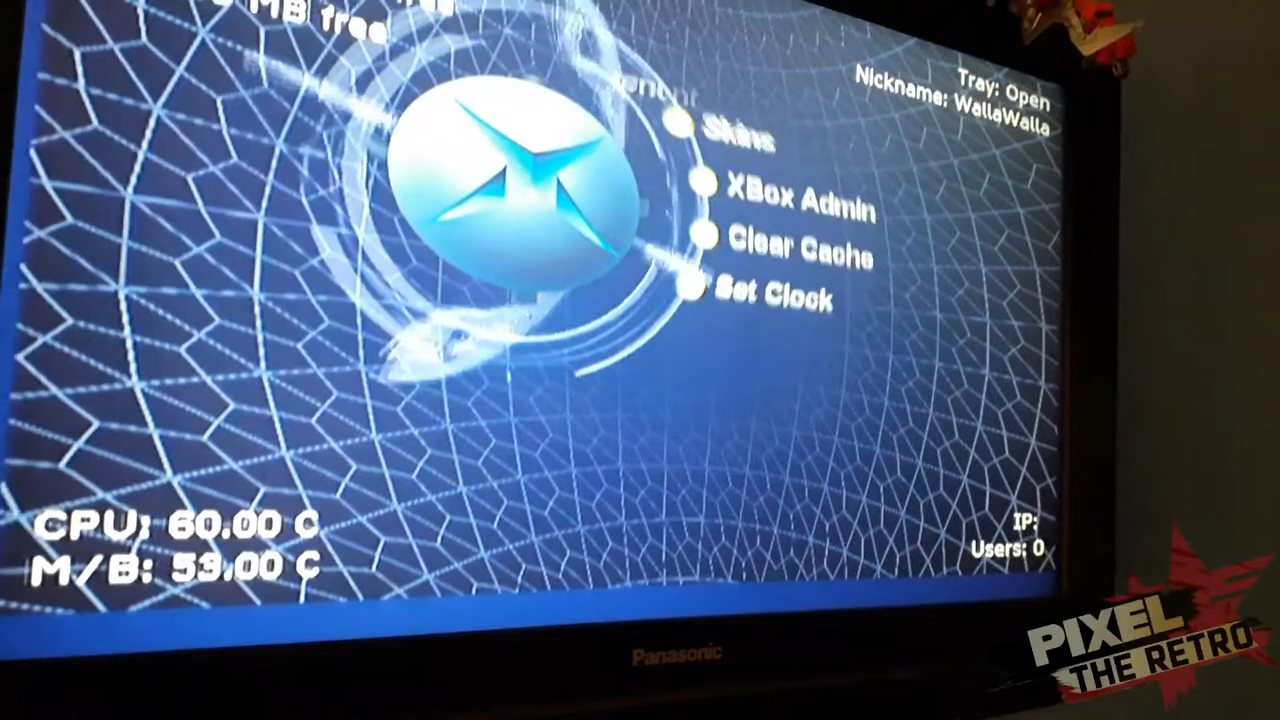 MB free
Tray: Open
Nickname: WallaWalla
Skins
XBox Admin
Clear Cache
Set Clock
CPU: 60.00 C
M/B: 53.00 C
IP:
Users: 0
Panasonic
PIXEL
THE RETRO